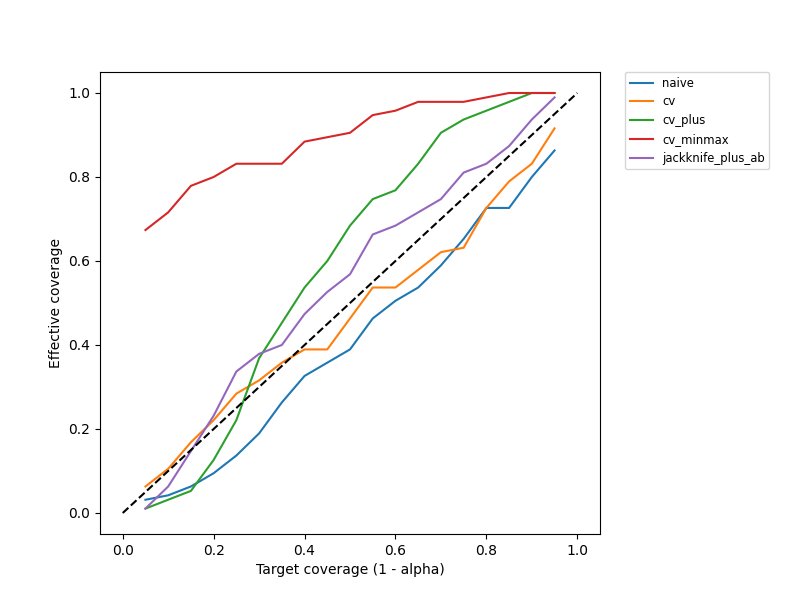 1.0
0.8
0.6
0.4
0.2
0.0
Effective coverage
0.0 0.2 0.4 0.6 0.8 1.0
Target coverage (1 - alpha)
naive
cv
cv_plus
cv_minmax
jackknife_plus_ab